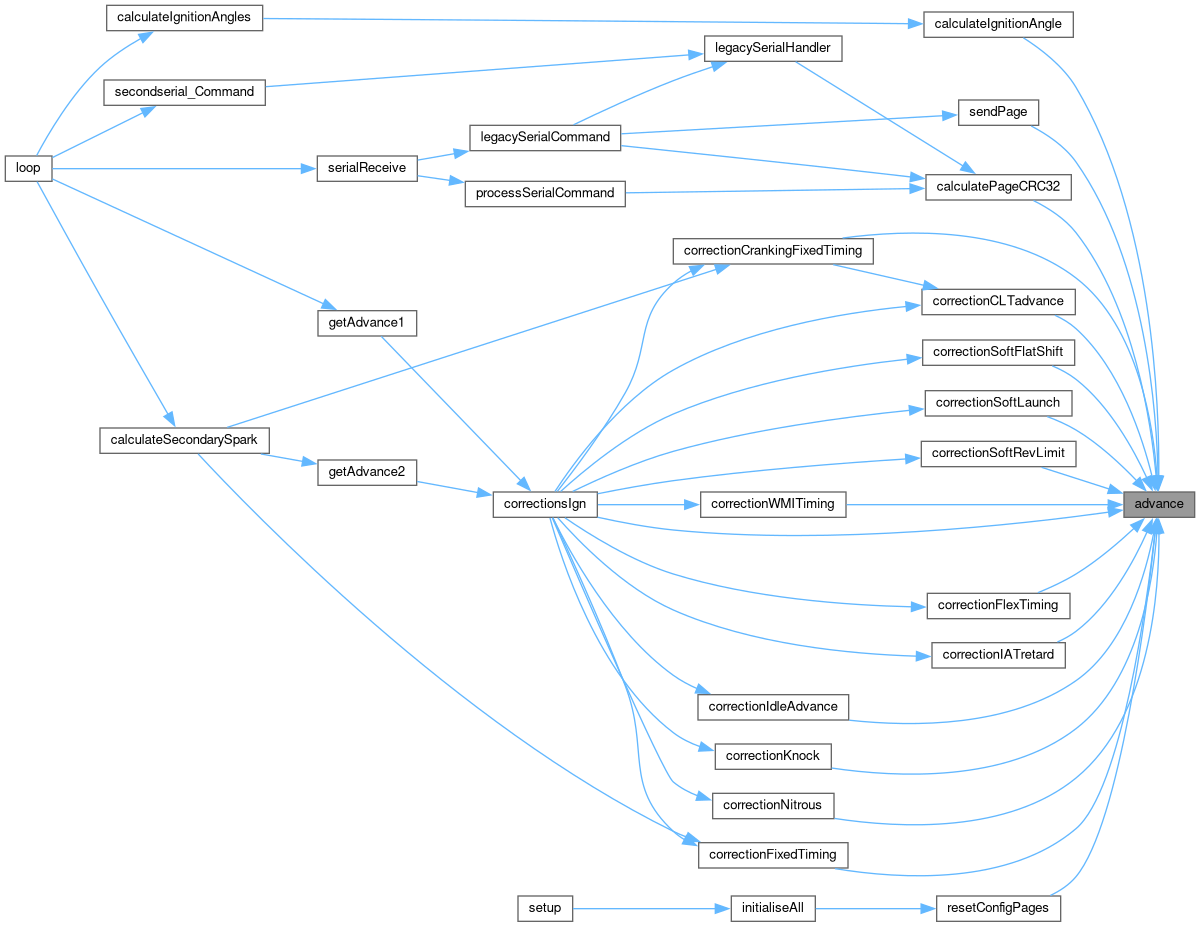 calculateIgnitionAngles
calculateIgnitionAngle
legacySerialHandler
secondserial_Command
sendPage
legacySerialCommand
loop
serialReceive
calculatePageCRC32
processSerialCommand
correctionCrankingFixedTiming
correctionCLTadvance
getAdvance1
correctionSoftFlatShift
correctionSoftLaunch
calculateSecondarySpark
correctionSoftRevLimit
getAdvance2
correctionsIgn
correctionWMITiming
advance
correctionFlexTiming
correctionIATretard
correctionIdleAdvance
correctionKnock
correctionNitrous
correctionFixedTiming
setup
initialiseAll
resetConfigPages